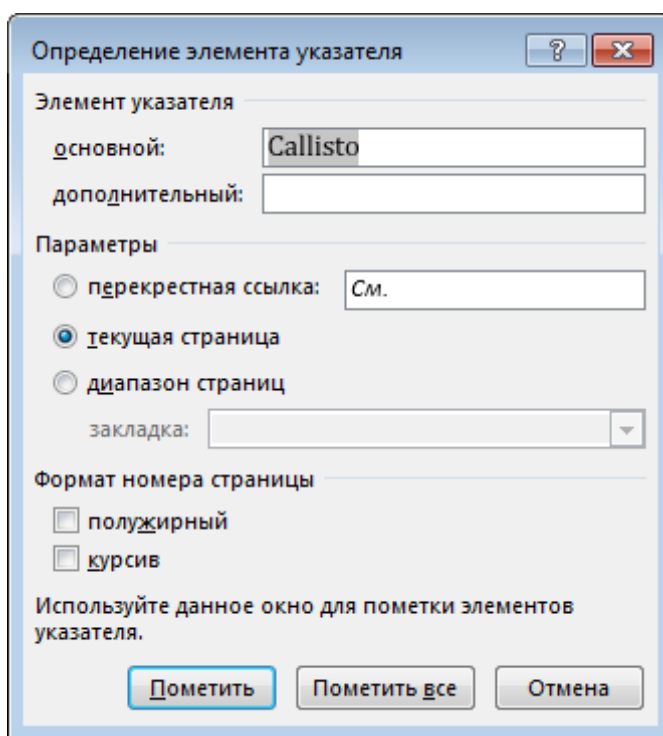 Определение элемента указателя
Элемент указателя
основной: Callisto
дополнительный:
Параметры
перекрестная ссылка: См.
текущая страница
диапазон страниц
закладка:
Формат номера страницы
полужирный
курсив
Используйте данное окно для пометки элементов
указателя.
Пометить Пометить все Отмена